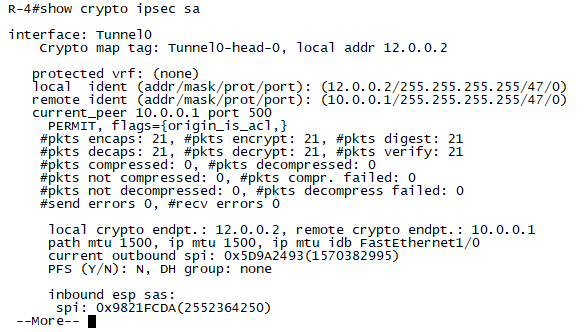 R-4#show crypto ipsec sa
interface: Tunnel0
Crypto map tag: Tunnel0-head-0, local addr 12.0.0.2
protected vrf: (none)
local  ident (addr/mask/prot/port): (12.0.0.2/255.255.255.255/47/0)
remote ident (addr/mask/prot/port): (10.0.0.1/255.255.255.255/47/0)
current_peer 10.0.0.1 port 500
PERMIT, flags={origin_is_acl,}
#pkts encaps: 21, #pkts encrypt: 21, #pkts digest: 21
#pkts decaps: 21, #pkts decrypt: 21, #pkts verify: 21
#pkts compressed: 0, #pkts decompressed: 0
#pkts not compressed: 0, #pkts compr. failed: 0
#pkts not decompressed: 0, #pkts decompress failed: 0
#send errors 0, #recv errors 0
local crypto endpt.: 12.0.0.2, remote crypto endpt.: 10.0.0.1
path mtu 1500, ip mtu 1500, ip mtu idb FastEthernet1/0
current outbound spi: 0x5D9A2493(1570382995)
PFS (Y/N): N, DH group: none
inbound esp sas:
spi: 0x9821FCDA(2552364250)
--More--